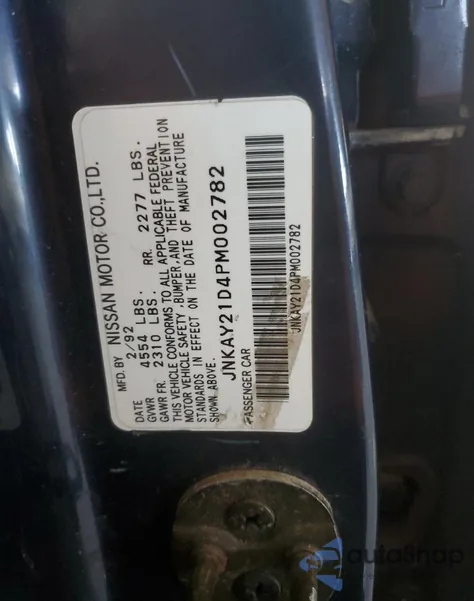 MFD. BY NISSAN MOTOR CO.,LTD.
DATE 2/92
GVWR 4554 LBS.
GAWR FR. 2310 LBS. RR. 2277 LBS.
THIS VEHICLE CONFORMS TO ALL APPLICABLE FEDERAL
MOTOR VEHICLE SAFETY ,BUMPER,AND THEFT PREVENTION
STANDARDS IN EFFECT ON THE DATE OF MANUFACTURE
SHOWN ABOVE.
JNKAY21D4PM002782
PASSENGER CAR
JNKAY21D4PM002782
autoShop